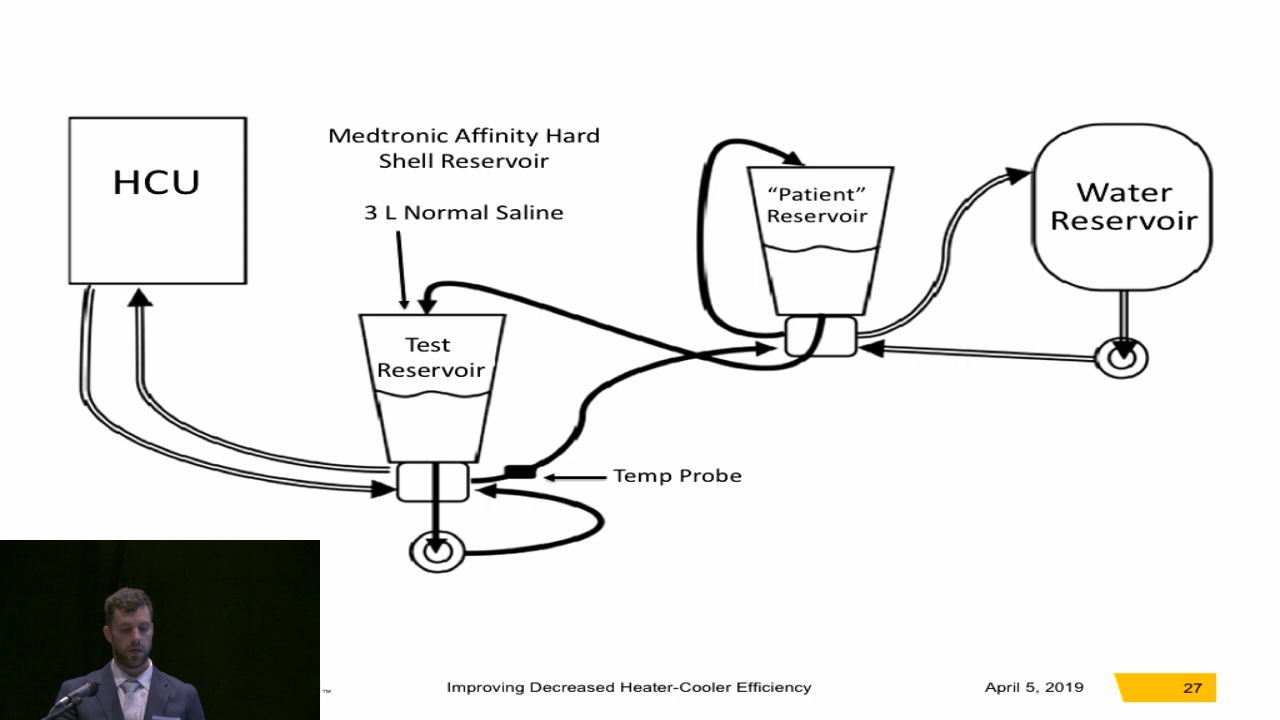 HCU
Medtronic Affinity Hard
Shell Reservoir
3 L Normal Saline
“Patient”
Reservoir
Water
Reservoir
Test
Reservoir
Temp Probe
™
Improving Decreased Heater-Cooler Efficiency
April 5, 2019
27